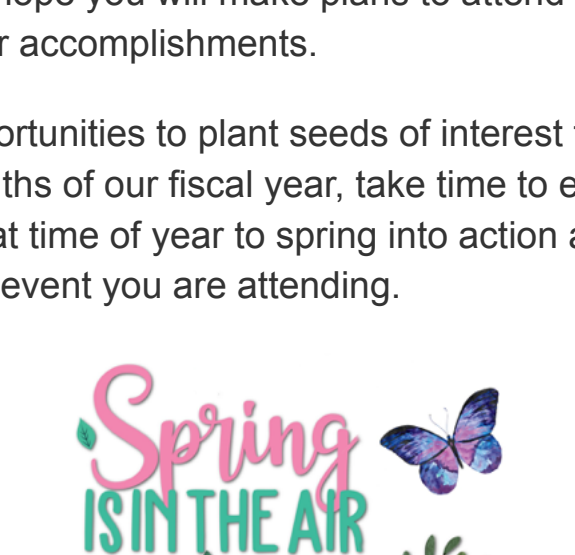 hope you will make plans to attend
r accomplishments.
ortunities to plant seeds of interest
ths of our fiscal year, take time to e
at time of year to spring into action a
event you are attending.
Spring
IS IN THE AIR